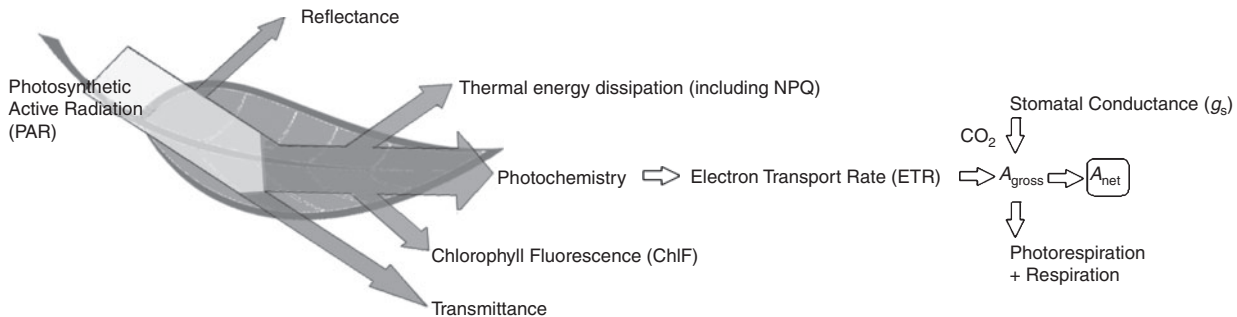 Reflectance
Photosynthetic
Active Radiation
(PAR)
Thermal energy dissipation (including NPQ)
Stomatal Conductance (gs)
CO2
Photochemistry
Electron Transport Rate (ETR)
Agross
Anet
Chlorophyll Fluorescence (ChlF)
Photorespiration
+ Respiration
Transmittance